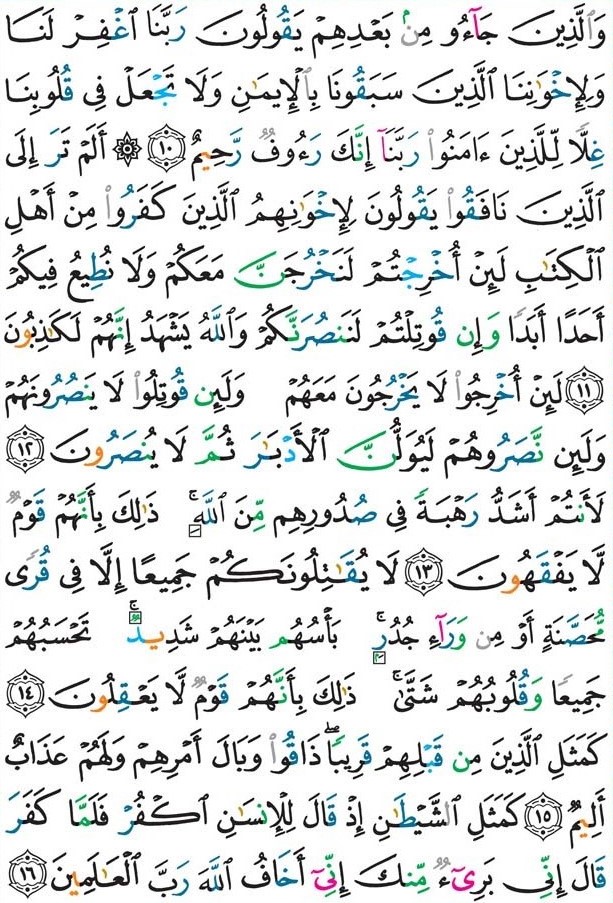 وَالَّذِينَ جَآءُو مِنۢ بَعْدِهِمْ يَقُولُونَ رَبَّنَا ٱغْفِرْ لَنَا
وَلِإِخْوَٰنِنَا ٱلَّذِينَ سَبَقُونَا بِٱلْإِيمَٰنِ وَلَا تَجْعَلْ فِى قُلُوبِنَا
غِلًّا لِّلَّذِينَ ءَامَنُوا۟ رَبَّنَآ إِنَّكَ رَءُوفٌ رَّحِيمٌ ١٠ ۞ أَلَمْ تَرَ إِلَى
ٱلَّذِينَ نَافَقُوا۟ يَقُولُونَ لِإِخْوَٰنِهِمُ ٱلَّذِينَ كَفَرُوا۟ مِنْ أَهْلِ
ٱلْكِتَٰبِ لَئِنْ أُخْرِجْتُمْ لَنَخْرُجَنَّ مَعَكُمْ وَلَا نُطِيعُ فِيكُمْ
أَحَدًا أَبَدًا وَإِن قُوتِلْتُمْ لَنَنصُرَنَّكُمْ وَٱللَّهُ يَشْهَدُ إِنَّهُمْ لَكَٰذِبُونَ
١١ لَئِنْ أُخْرِجُوا۟ لَا يَخْرُجُونَ مَعَهُمْ وَلَئِن قُوتِلُوا۟ لَا يَنصُرُونَهُمْ
وَلَئِن نَّصَرُوهُمْ لَيُوَلُّنَّ ٱلْأَدْبَٰرَ ثُمَّ لَا يُنصَرُونَ ١٢
لَأَنتُمْ أَشَدُّ رَهْبَةً فِى صُدُورِهِم مِّنَ ٱللَّهِ ۚ ذَٰلِكَ بِأَنَّهُمْ قَوْمٌ
لَّا يَفْقَهُونَ ١٣ لَا يُقَٰتِلُونَكُمْ جَمِيعًا إِلَّا فِى قُرًى
مُّحَصَّنَةٍ أَوْ مِن وَرَآءِ جُدُرٍۭ ۚ بَأْسُهُم بَيْنَهُمْ شَدِيدٌ ۚ تَحْسَبُهُمْ
جَمِيعًا وَقُلُوبُهُمْ شَتَّىٰ ۚ ذَٰلِكَ بِأَنَّهُمْ قَوْمٌ لَّا يَعْقِلُونَ ١٤
كَمَثَلِ ٱلَّذِينَ مِن قَبْلِهِمْ قَرِيبًا ۖ ذَاقُوا۟ وَبَالَ أَمْرِهِمْ وَلَهُمْ عَذَابٌ
أَلِيمٌ ١٥ كَمَثَلِ ٱلشَّيْطَٰنِ إِذْ قَالَ لِلْإِنسَٰنِ ٱكْفُرْ فَلَمَّا كَفَرَ
قَالَ إِنِّى بَرِىٓءٌ مِّنكَ إِنِّىٓ أَخَافُ ٱللَّهَ رَبَّ ٱلْعَٰلَمِينَ ١٦